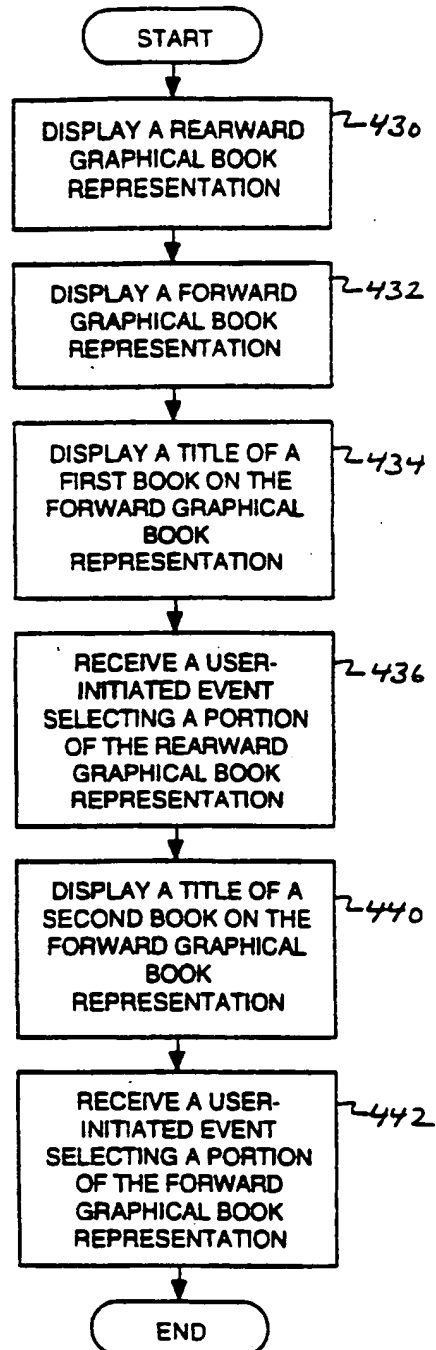 START
DISPLAY A REARWARD
GRAPHICAL BOOK
REPRESENTATION
430
DISPLAY A FORWARD
GRAPHICAL BOOK
REPRESENTATION
432
DISPLAY A TITLE OF A
FIRST BOOK ON THE
FORWARD GRAPHICAL
BOOK
REPRESENTATION
434
RECEIVE A USER-
INITIATED EVENT
SELECTING A PORTION
OF THE REARWARD
GRAPHICAL BOOK
REPRESENTATION
436
DISPLAY A TITLE OF A
SECOND BOOK ON THE
FORWARD GRAPHICAL
BOOK
REPRESENTATION
440
RECEIVE A USER-
INITIATED EVENT
SELECTING A PORTION
OF THE FORWARD
GRAPHICAL BOOK
REPRESENTATION
442
END